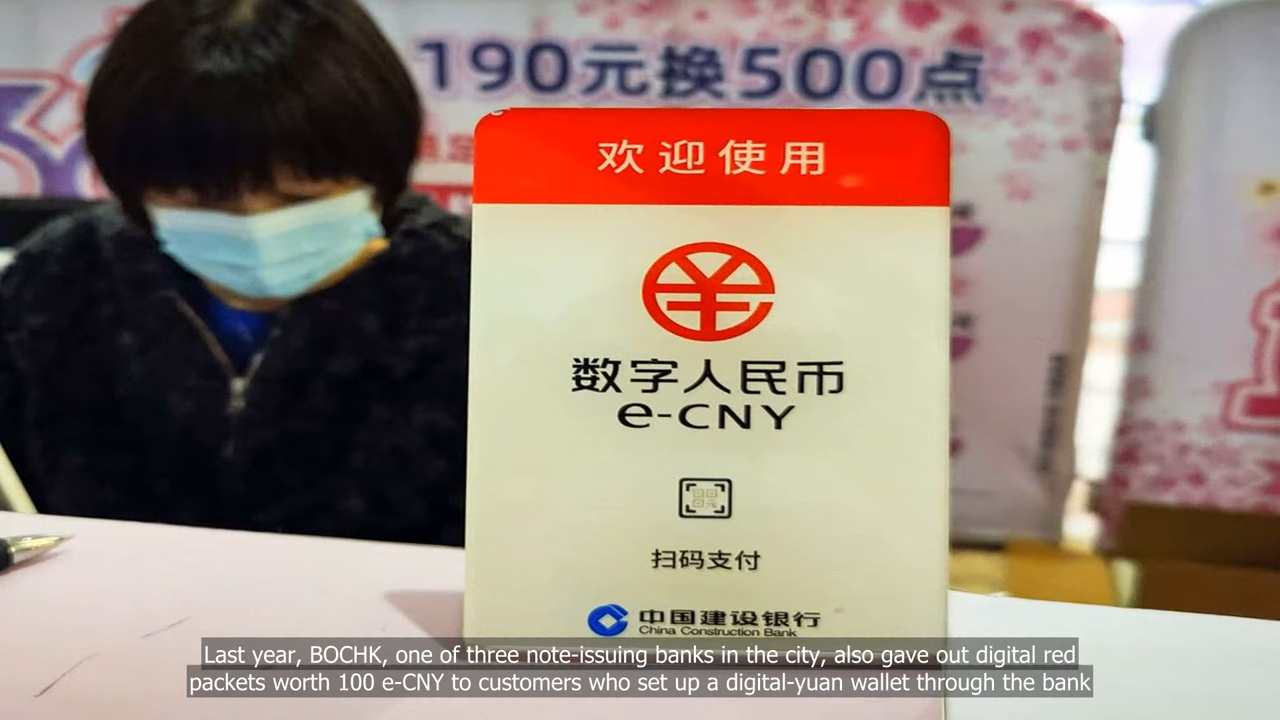 190元换500点
欢迎使用
数字人民币
e-CNY
扫码支付
中国建设银行
China Construction Bank
Last year, BOCHK, one of three note-issuing banks in the city, also gave out digital red
packets worth 100 e-CNY to customers who set up a digital-yuan wallet through the bank